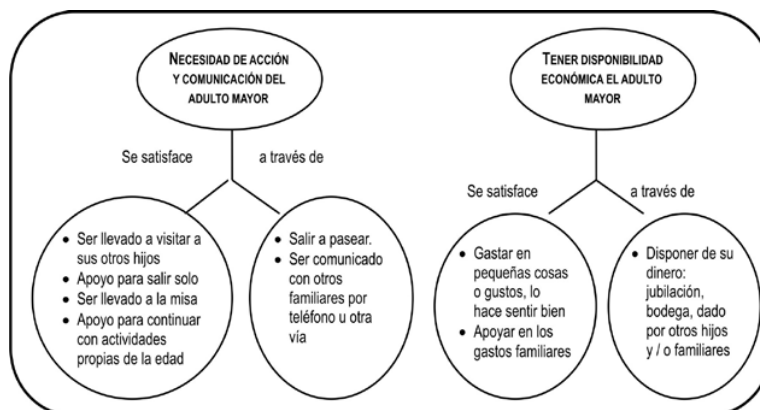 NECESIDAD DE ACCIÓN
Y COMUNICACIÓN DEL
ADULTO MAYOR
Se satisface
a través de
• Ser llevado a visitar a
sus otros hijos
• Apoyo para salir solo
• Ser llevado a la misa
• Apoyo para continuar
con actividades
propias de la edad
• Salir a pasear.
• Ser comunicado
con otros
familiares por
teléfono u otra
vía
TENER DISPONIBILIDAD
ECONÓMICA EL ADULTO
MAYOR
Se satisface
a través de
• Gastar en
pequeñas cosas
o gustos, lo
hace sentir bien
• Apoyar en los
gastos familiares
• Disponer de su
dinero:
jubilación,
bodega, dado
por otros hijos
y / o familiares